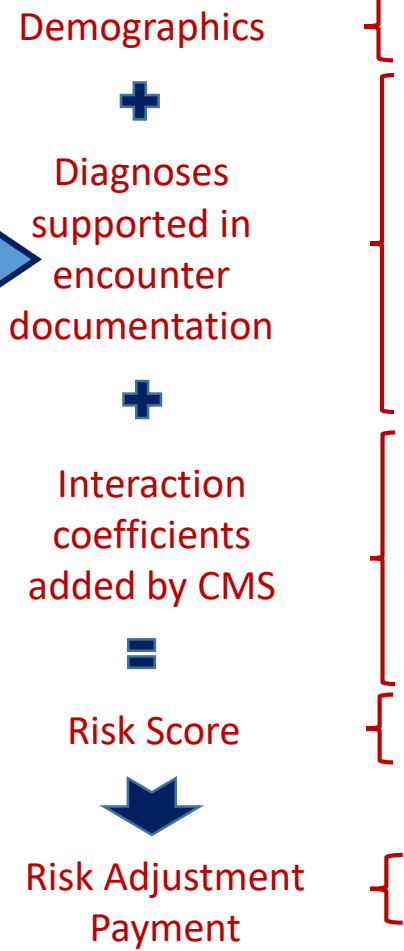 Demographics
+
Diagnoses
supported in
encounter
documentation
+
Interaction
coefficients
added by CMS
=
Risk Score
Risk Adjustment
Payment